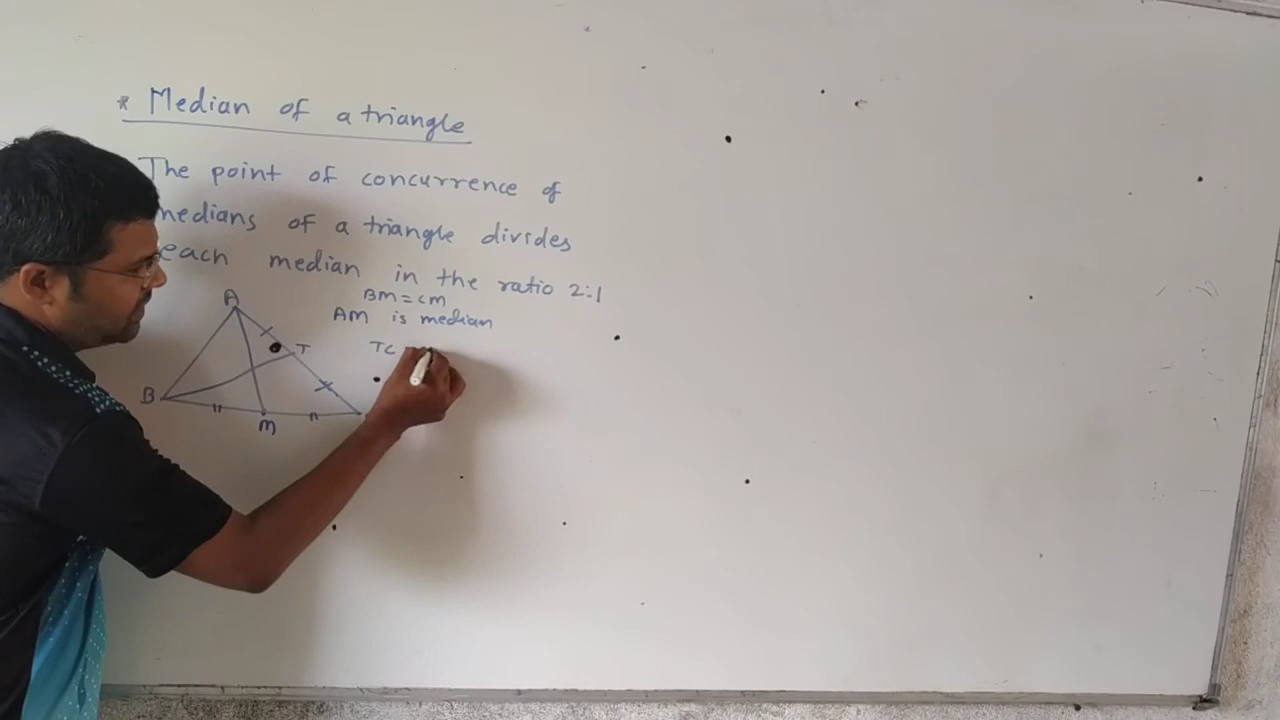 * Median of a triangle
The point of concurrence of
medians of a triangle divides
each median in the ratio 2:1
BM = CM
AM is median
A
T
TC
B
M